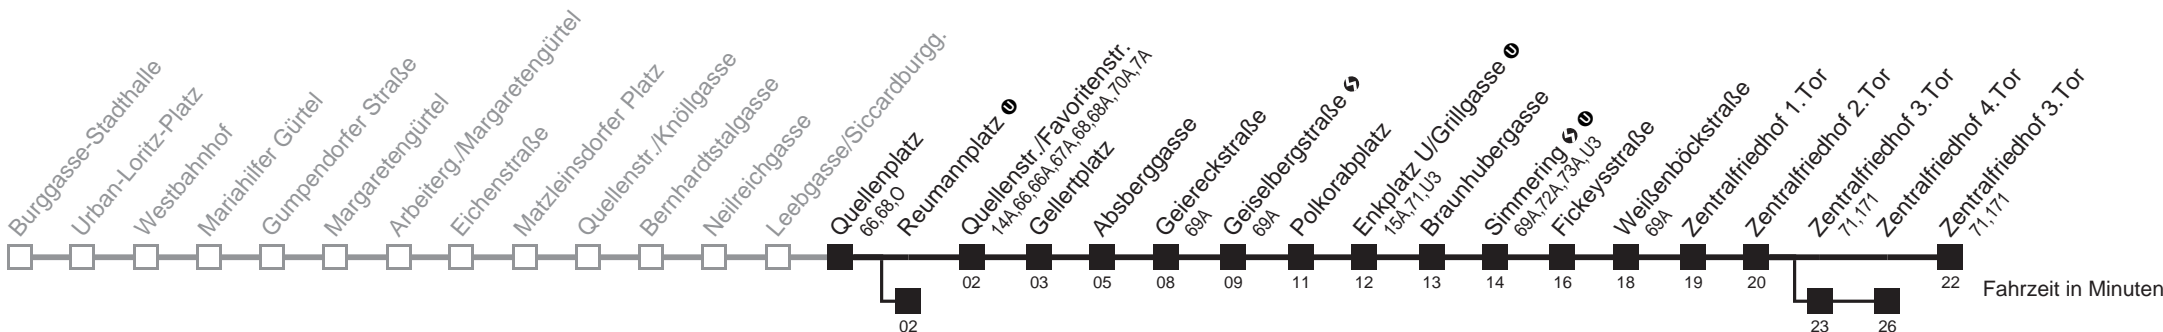 Burggasse-Stadthalle
Urban-Loritz-Platz
Westbahnhof
Mariahilfer Gürtel
Gumpendorfer Straße
Margaretengürtel
Arbeiterg./Margaretengürtel
Eichenstraße
Matzleinsdorfer Platz
Quellenstr./Knöllgasse
Bernhardtstalgasse
Neilreichgasse
Leebgasse/Siccardburgg.
Quellenplatz
66,68,O
Reumannplatz U
Quellenstr./Favoritenstr.
14A,66,66A,67A,68,68A,70A,7A
Gellertplatz
Absberggasse
Geiereckstraße
69A
Geiselbergstraße
69A
Polkorabplatz
Enkplatz U/Grillgasse U
15A,71,U3
Braunhubergasse
Simmering U
69A,72A,73A,U3
Fickeysstraße
Weißenböckstraße
69A
Zentralfriedhof 1.Tor
Zentralfriedhof 2.Tor
Zentralfriedhof 3.Tor
71,171
Zentralfriedhof 4.Tor
Zentralfriedhof 3.Tor
71,171
02 03 05 08 09 11 12 13 14 16 18 19 20 22
Fahrzeit in Minuten
02 23 26